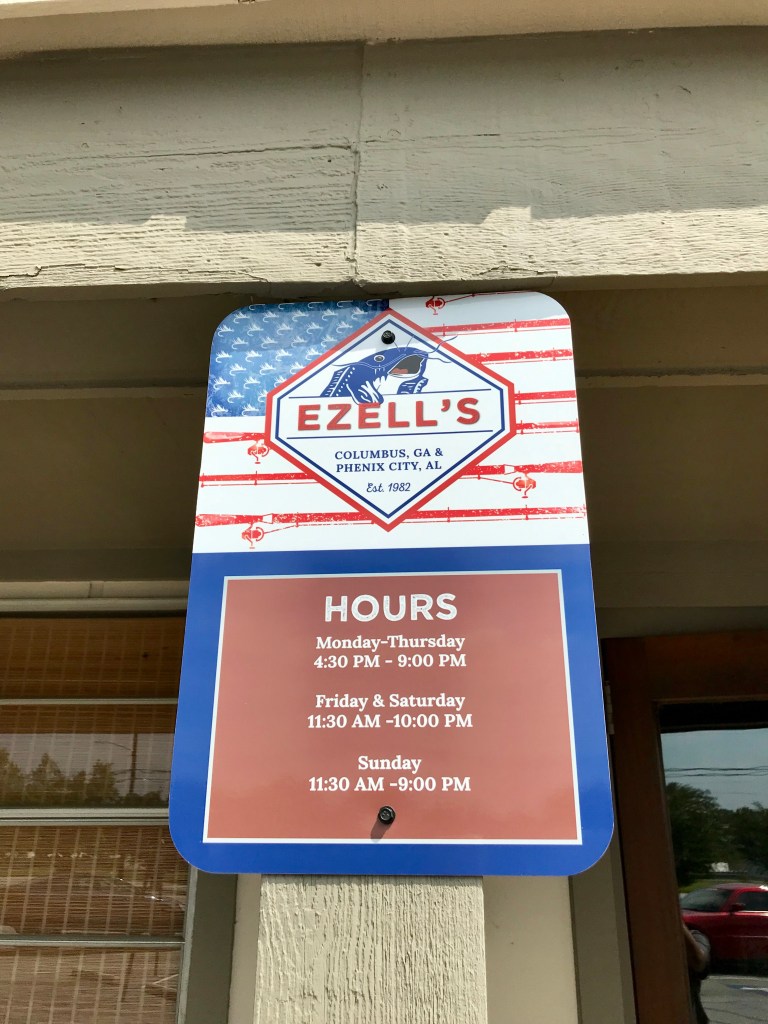 EZELL'S
COLUMBUS, GA &
PHENIX CITY, AL
Est. 1982
HOURS
Monday-Thursday
4:30 PM - 9:00 PM
Friday & Saturday
11:30 AM -10:00 PM
Sunday
11:30 AM -9:00 PM